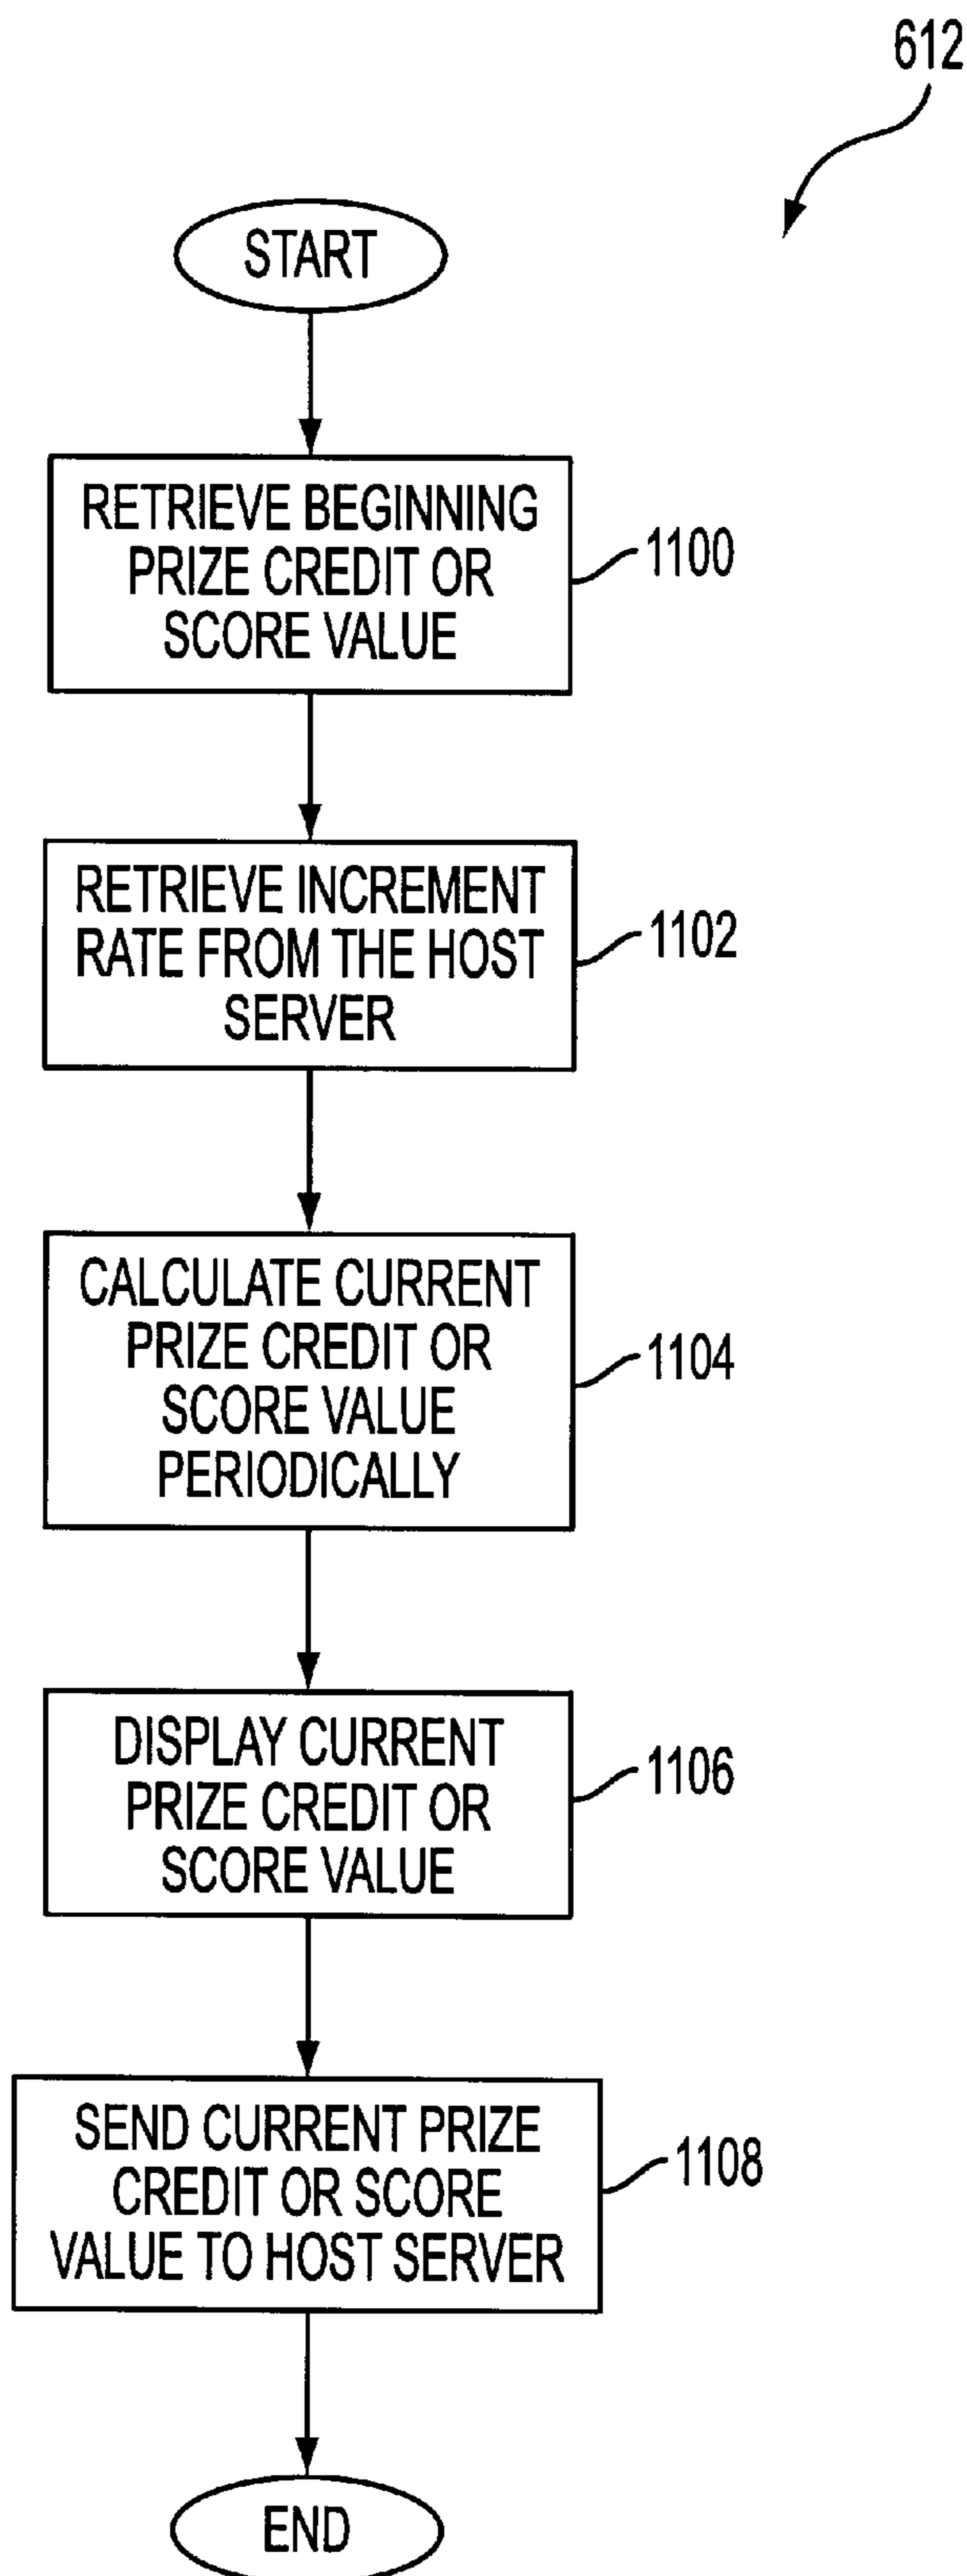 612
START
RETRIEVE BEGINNING
PRIZE CREDIT OR
SCORE VALUE
1100
RETRIEVE INCREMENT
RATE FROM THE HOST
SERVER
1102
CALCULATE CURRENT
PRIZE CREDIT OR
SCORE VALUE
PERIODICALLY
1104
DISPLAY CURRENT
PRIZE CREDIT OR
SCORE VALUE
1106
SEND CURRENT PRIZE
CREDIT OR SCORE
VALUE TO HOST SERVER
1108
END